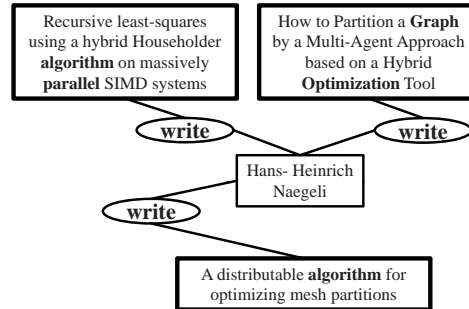 Recursive least-squares
using a hybrid Householder
algorithm on massively
parallel SIMD systems
How to Partition a Graph
by a Multi-Agent Approach
based on a Hybrid
Optimization Tool
write
write
Hans- Heinrich
Naegeli
write
A distributable algorithm for
optimizing mesh partitions